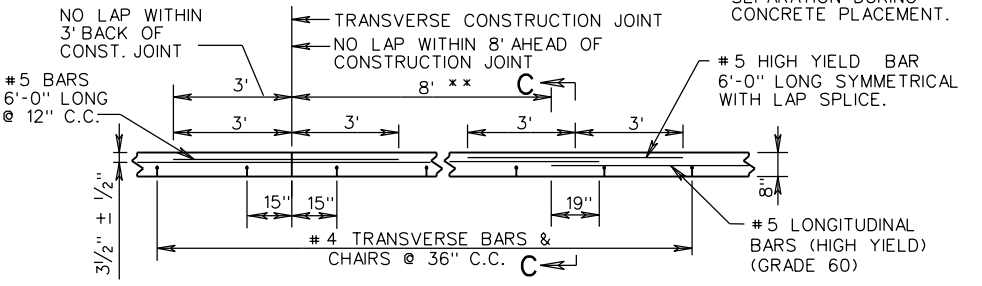 NO LAP WITHIN
3' BACK OF
CONST. JOINT
TRANSVERSE CONSTRUCTION JOINT
NO LAP WITHIN 8' AHEAD OF
CONSTRUCTION JOINT
CONCRETE PLACEMENT.
#5 HIGH YIELD BAR
6'-0" LONG SYMMETRICAL
WITH LAP SPLICE.
#5 BARS
6'-0" LONG
@ 12" C.C.
3'
8' **
C
3'
3'
3'
3'
3 1/2" ± 1/2"
8"
15"
15"
19"
#4 TRANSVERSE BARS &
CHAIRS @ 36" C.C.
C
#5 LONGITUDINAL
BARS (HIGH YIELD)
(GRADE 60)